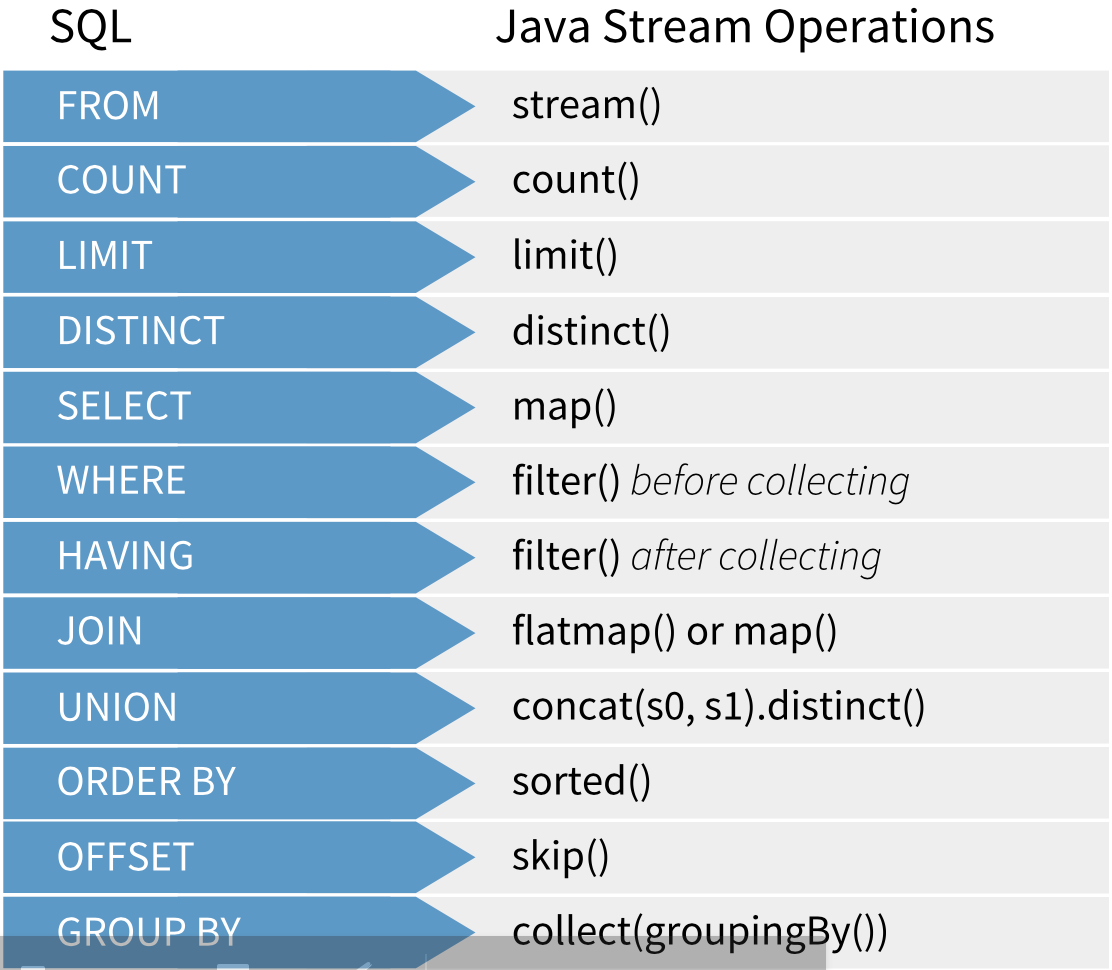 SQL Java Stream Operations
FROM stream()
COUNT count()
LIMIT limit()
DISTINCT distinct()
SELECT map()
WHERE filter() before collecting
HAVING filter() after collecting
JOIN flatmap() or map()
UNION concat(s0, s1).distinct()
ORDER BY sorted()
OFFSET skip()
GROUP BY collect(groupingBy())